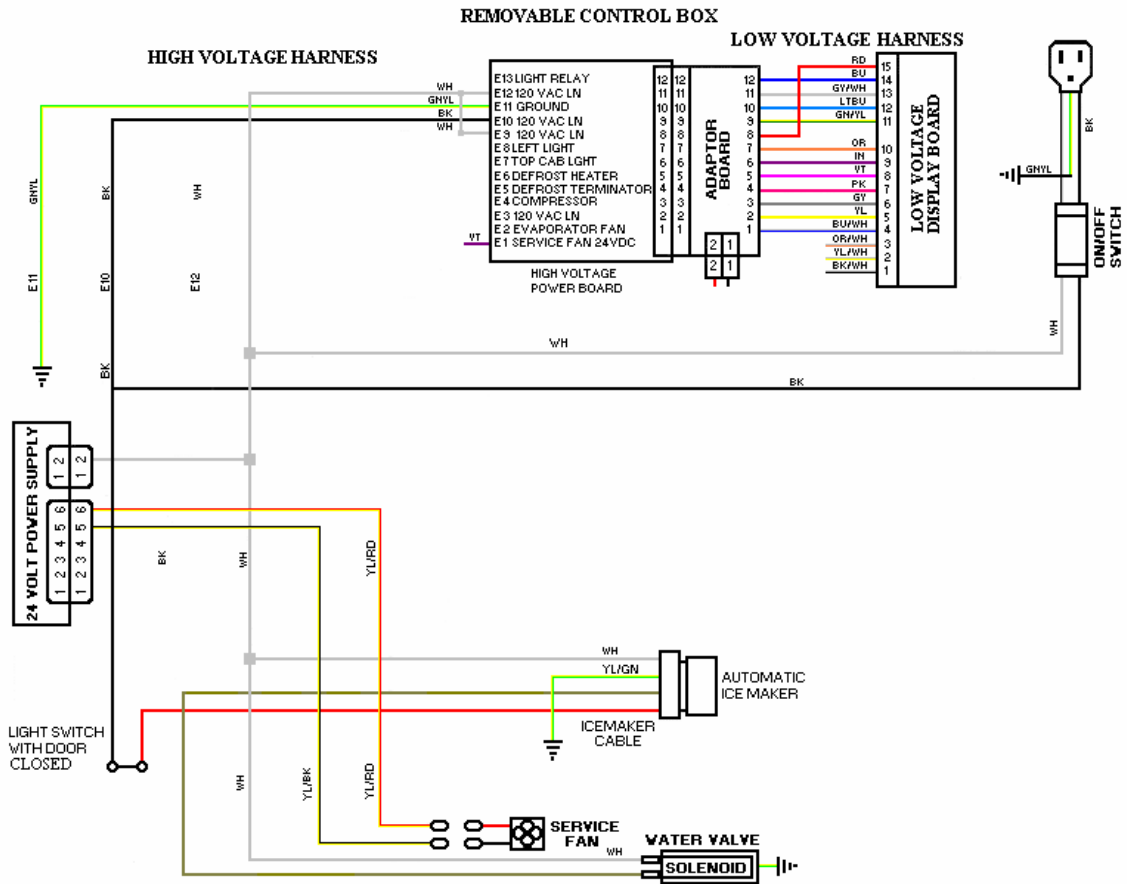 REMOVABLE CONTROL BOX
HIGH VOLTAGE HARNESS
LOW VOLTAGE HARNESS
E13 LIGHT RELAY
E12 120 VAC LN
E11 GROUND
E10 120 VAC LN
E9 120 VAC LN
E8 LEFT LIGHT
E7 TOP CAB LGHT
E6 DEFROST HEATER
E5 DEFROST TERMINATOR
E4 COMPRESSOR
E3 120 VAC LN
E2 EVAPORATOR FAN
E1 SERVICE FAN 24VDC
HIGH VOLTAGE
POWER BOARD
WH
GNYL
BK
WH
VT
12 12
11 11
10 10
9 9
8 8
7 7
6 6
5 5
4 4
3 3
2 2
1 1
ADAPTOR
BOARD
12
11
10
9
8
7
6
5
4
3
2
1
2 1
2 1
RD
BU
GY/WH
LTBU
GN/YL
OR
IN
VT
PK
GY
YL
BU/WH
OR/WH
YL/WH
BK/WH
15
14
13
12
11
10
9
8
7
6
5
4
3
2
1
LOW VOLTAGE
DISPLAY BOARD
BK
GNYL
ON/OFF
SWITCH
WH
GNYL
BK
WH
E11
E10
E12
WH
BK
BK
24 VOLT POWER SUPPLY
1 2
1 2
1 2 3 4 5 6
1 2 3 4 5 6
BK
WH
YL/RD
WH
YL/GN
AUTOMATIC
ICE MAKER
ICEMAKER
CABLE
LIGHT SWITCH
WITH DOOR
CLOSED
WH
YL/BK
YL/RD
SERVICE
FAN
WH
WATER VALVE
SOLENOID